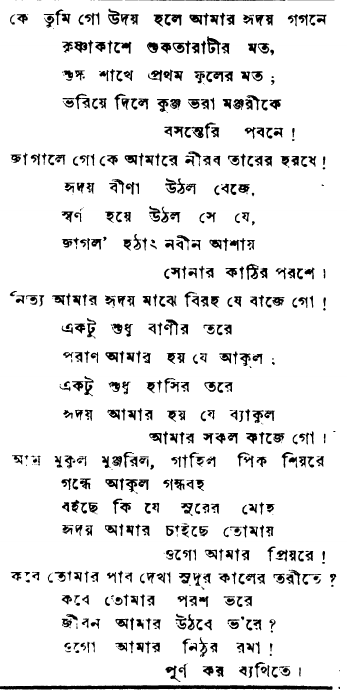 কে তুমি গো উদয় হলে আমার হৃদয় গগনে
কৃষ্ণাকাশে শুকতারাটীর মত,
শুষ্ক শাখে প্রথম ফুলের মত ;
ভরিয়ে দিলে কুঞ্জ ভরা মঞ্জরীকে
বসন্তেরি পবনে !
জাগালে গো কে আমারে নীরব তারের হরষে !
হৃদয় বীণা উঠল বেজে,
স্বর্ণ হয়ে উঠল সে যে,
জাগল' হঠাৎ নবীন আশায়
সোনার কাঠির পরশে ।
নিত্য আমার হৃদয় মাঝে বিরহ যে বাজে গো !
একটু শুধু বাণীর তরে
পরাণ আমার হয় যে আকুল ;
একটু শুধু হাসির তরে
হৃদয় আমার হয় যে ব্যাকুল
আমার সকল কাজে গো ।
আম্র মুকুল মুঞ্জরিল, গাহিল পিক শিয়রে
গন্ধে আকুল গন্ধবহ
বইছে কি যে সুরের মোহ
হৃদয় আমার চাইছে তোমায়
ওগো আমার প্রিয়রে !
কবে তোমার পাব দেখা সুদূর কালের তরীতে ?
কবে তোমার পরশ ভরে
জীবন আমার উঠবে ভ'রে ?
ওগো আমার নিঠুর রমা !
পূর্ণ কর ব্যথিতে ।